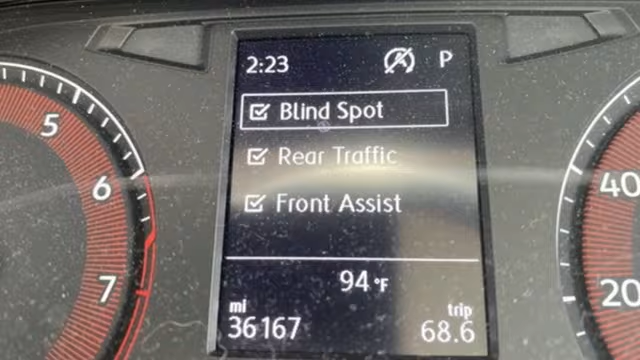 2:23 P
Blind Spot
Rear Traffic
Front Assist
94 °F
mi trip
36167 68.6
5
6
7
40
20